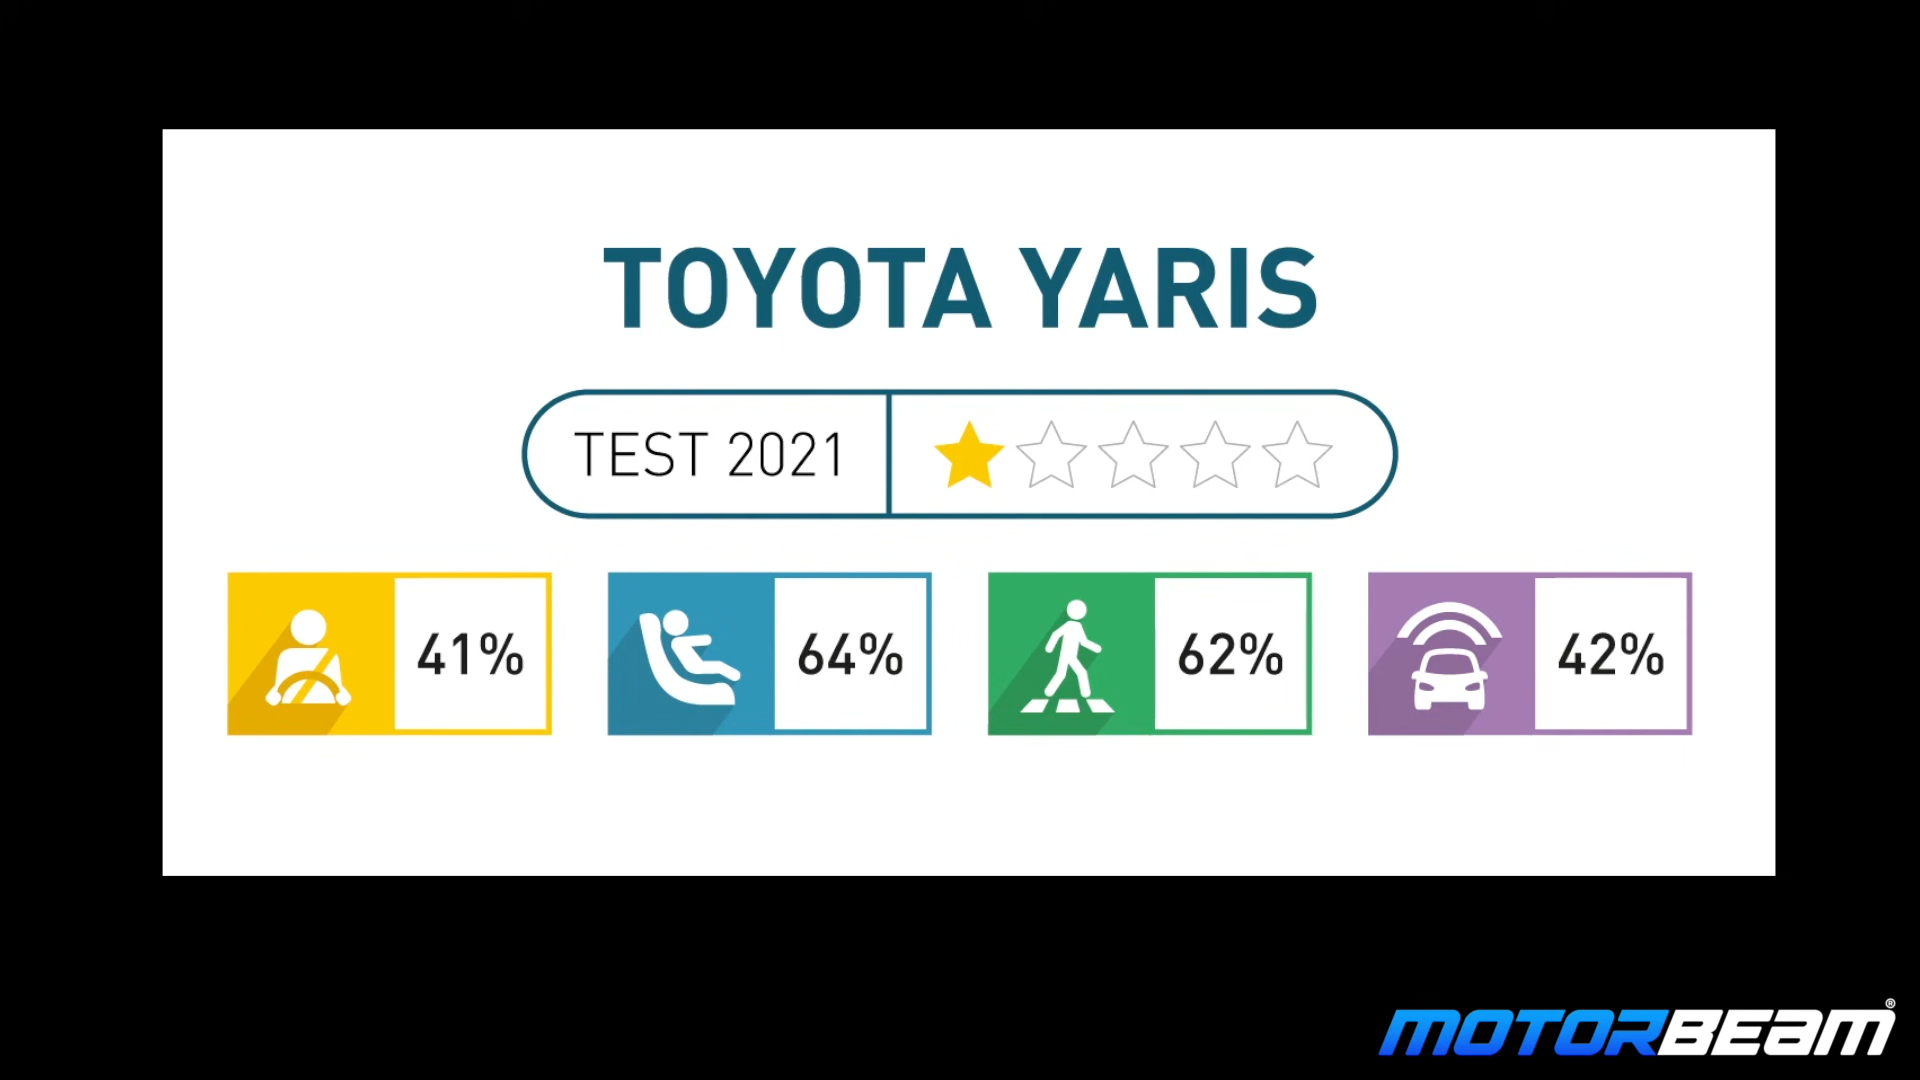 TOYOTA YARIS
TEST 2021
41%
64%
62%
42%
MOTORBEAM®